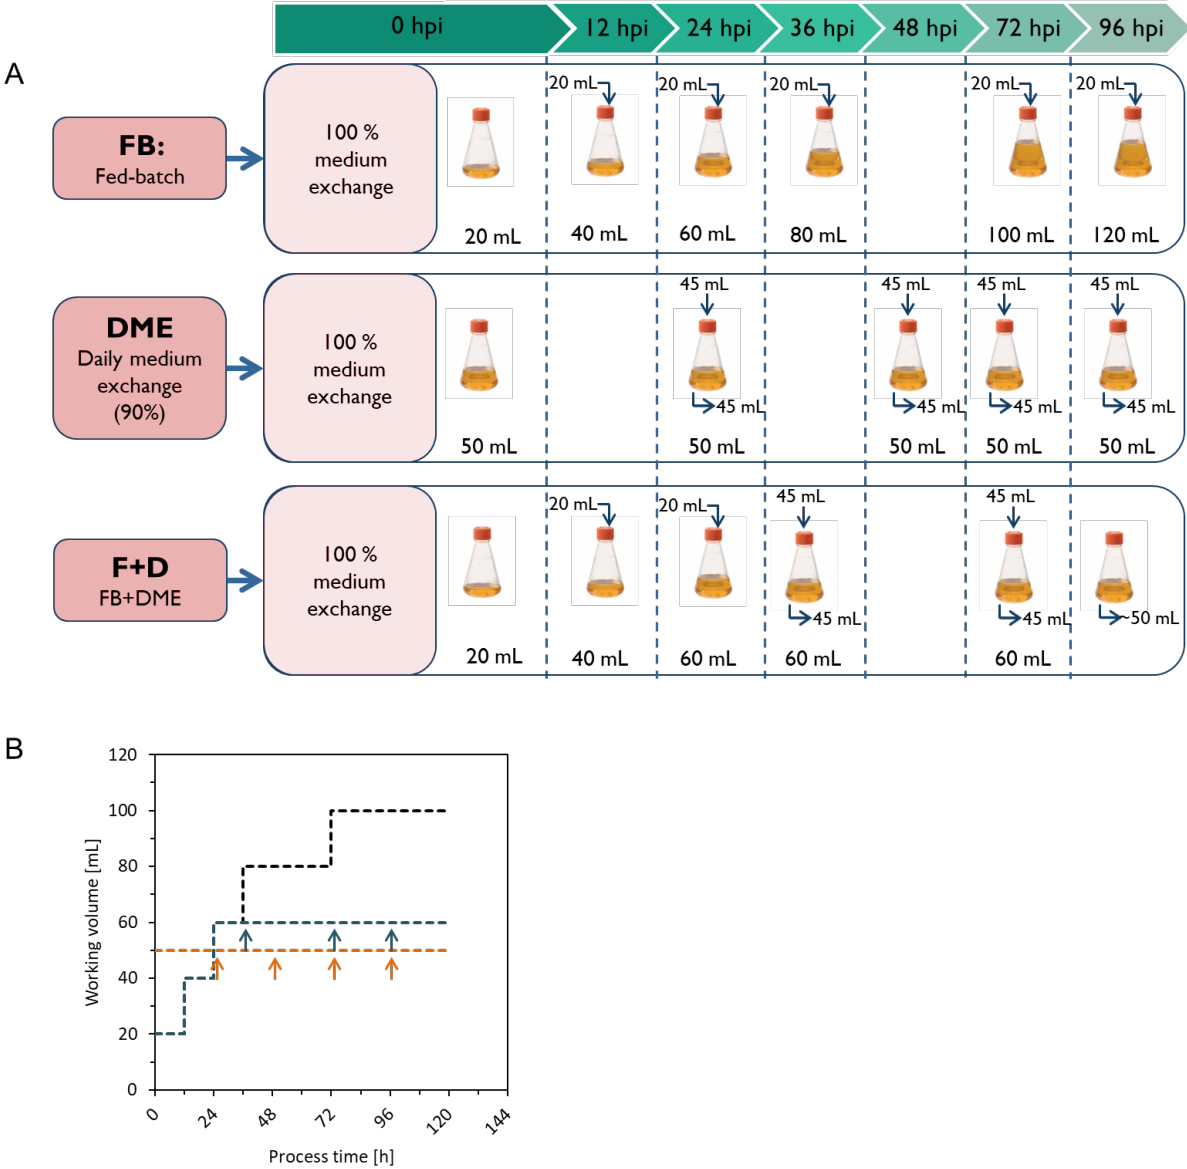 0 hpi
12 hpi
24 hpi
36 hpi
48 hpi
72 hpi
96 hpi
A
FB:
Fed-batch
100 %
medium
exchange
20 mL
20 mL
20 mL
20 mL
20 mL
20 mL
40 mL
60 mL
80 mL
100 mL
120 mL
DME
Daily medium
exchange
(90%)
100 %
medium
exchange
45 mL
45 mL
45 mL
45 mL
45 mL
45 mL
45 mL
45 mL
50 mL
50 mL
50 mL
50 mL
50 mL
F+D
FB+DME
100 %
medium
exchange
20 mL
20 mL
45 mL
45 mL
45 mL
45 mL
~50 mL
20 mL
40 mL
60 mL
60 mL
60 mL
B
Working volume [mL]
120
100
80
60
40
20
0
0
24
48
72
96
120
144
Process time [h]